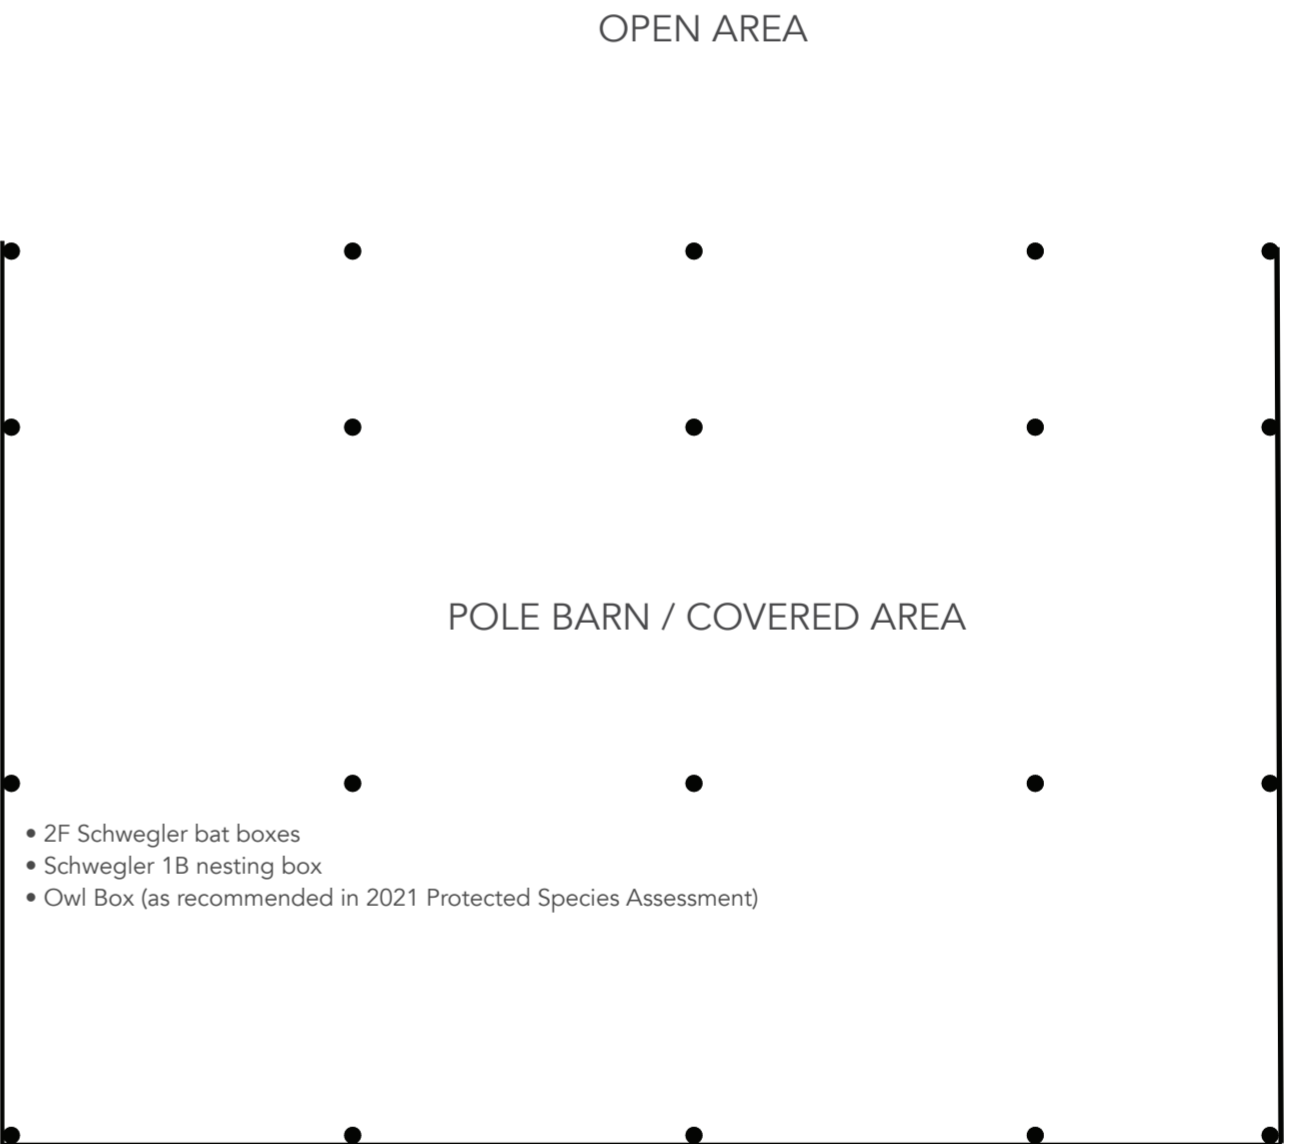 OPEN AREA
POLE BARN / COVERED AREA
• 2F Schwegler bat boxes
• Schwegler 1B nesting box
• Owl Box (as recommended in 2021 Protected Species Assessment)